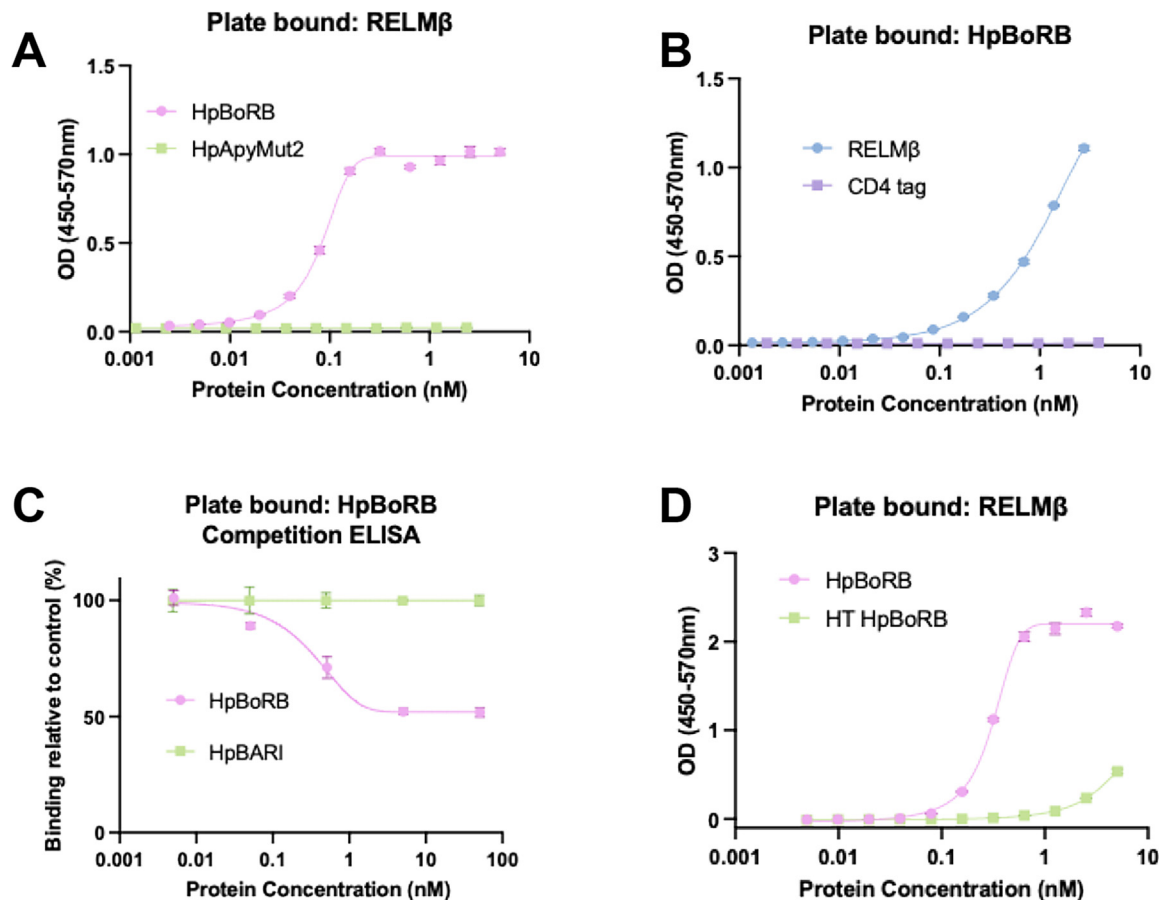 A
Plate bound: RELMβ
OD (450-570nm)
1.5
1.0
0.5
0.0
HpBoRB
HpApyMut2
0.001 0.01 0.1 1 10
Protein Concentration (nM)
B
Plate bound: HpBoRB
OD (450-570nm)
1.5
1.0
0.5
0.0
RELMβ
CD4 tag
0.001 0.01 0.1 1 10
Protein Concentration (nM)
C
Plate bound: HpBoRB
Competition ELISA
Binding relative to control (%)
100
50
0
HpBoRB
HpBARI
0.001 0.01 0.1 1 10 100
Protein Concentration (nM)
D
Plate bound: RELMβ
OD (450-570nm)
3
2
1
0
HpBoRB
HT HpBoRB
0.001 0.01 0.1 1 10
Protein Concentration (nM)